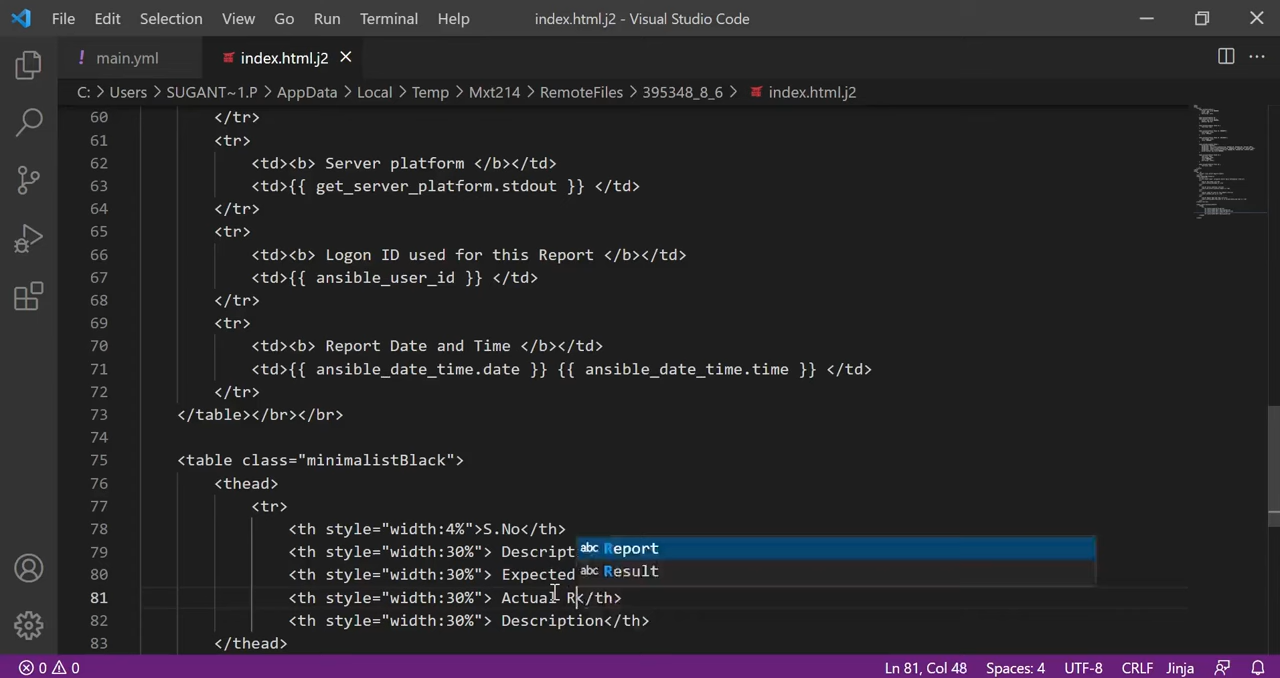 File Edit Selection View Go Run Terminal Help index.html.j2 - Visual Studio Code
! main.yml index.html.j2
C: > Users > SUGANT~1.P > AppData > Local > Temp > Mxt214 > RemoteFiles > 395348_8_6 > index.html.j2
60 </tr>
61 <tr>
62 <td><b> Server platform </b></td>
63 <td>{{ get_server_platform.stdout }} </td>
64 </tr>
65 <tr>
66 <td><b> Logon ID used for this Report </b></td>
67 <td>{{ ansible_user_id }} </td>
68 </tr>
69 <tr>
70 <td><b> Report Date and Time </b></td>
71 <td>{{ ansible_date_time.date }} {{ ansible_date_time.time }} </td>
72 </tr>
73 </table></br></br>
74
75 <table class="minimalistBlack">
76 <thead>
77 <tr>
78 <th style="width:4%">S.No</th>
79 <th style="width:30%"> Descript
abc Report
80 <th style="width:30%"> Expected
abc Result
81 <th style="width:30%"> Actual R</th>
82 <th style="width:30%"> Description</th>
83 </thead>
0 0 Ln 81, Col 48 Spaces: 4 UTF-8 CRLF Jinja